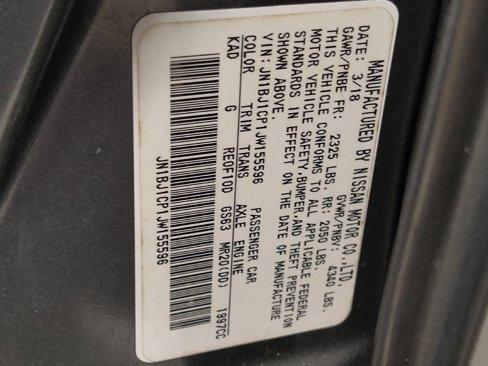 MANUFACTURED BY NISSAN MOTOR CO.,LTD.
DATE: 3/18 GVWR/PNBV: 4340 LBS.
GAWR/PNBE FR: 2325 LBS. RR: 2050 LBS.
THIS VEHICLE CONFORMS TO ALL APPLICABLE FEDERAL
MOTOR VEHICLE SAFETY,BUMPER,AND THEFT PREVENTION
STANDARDS IN EFFECT ON THE DATE OF MANUFACTURE
SHOWN ABOVE.
VIN:JN1BJ1CP1JW155596 PASSENGER CAR
COLOR TRIM TRANS AXLE ENGINE
KAD G RE0F10D GS63 MR20(DD) 1997CC
JN1BJ1CP1JW155596